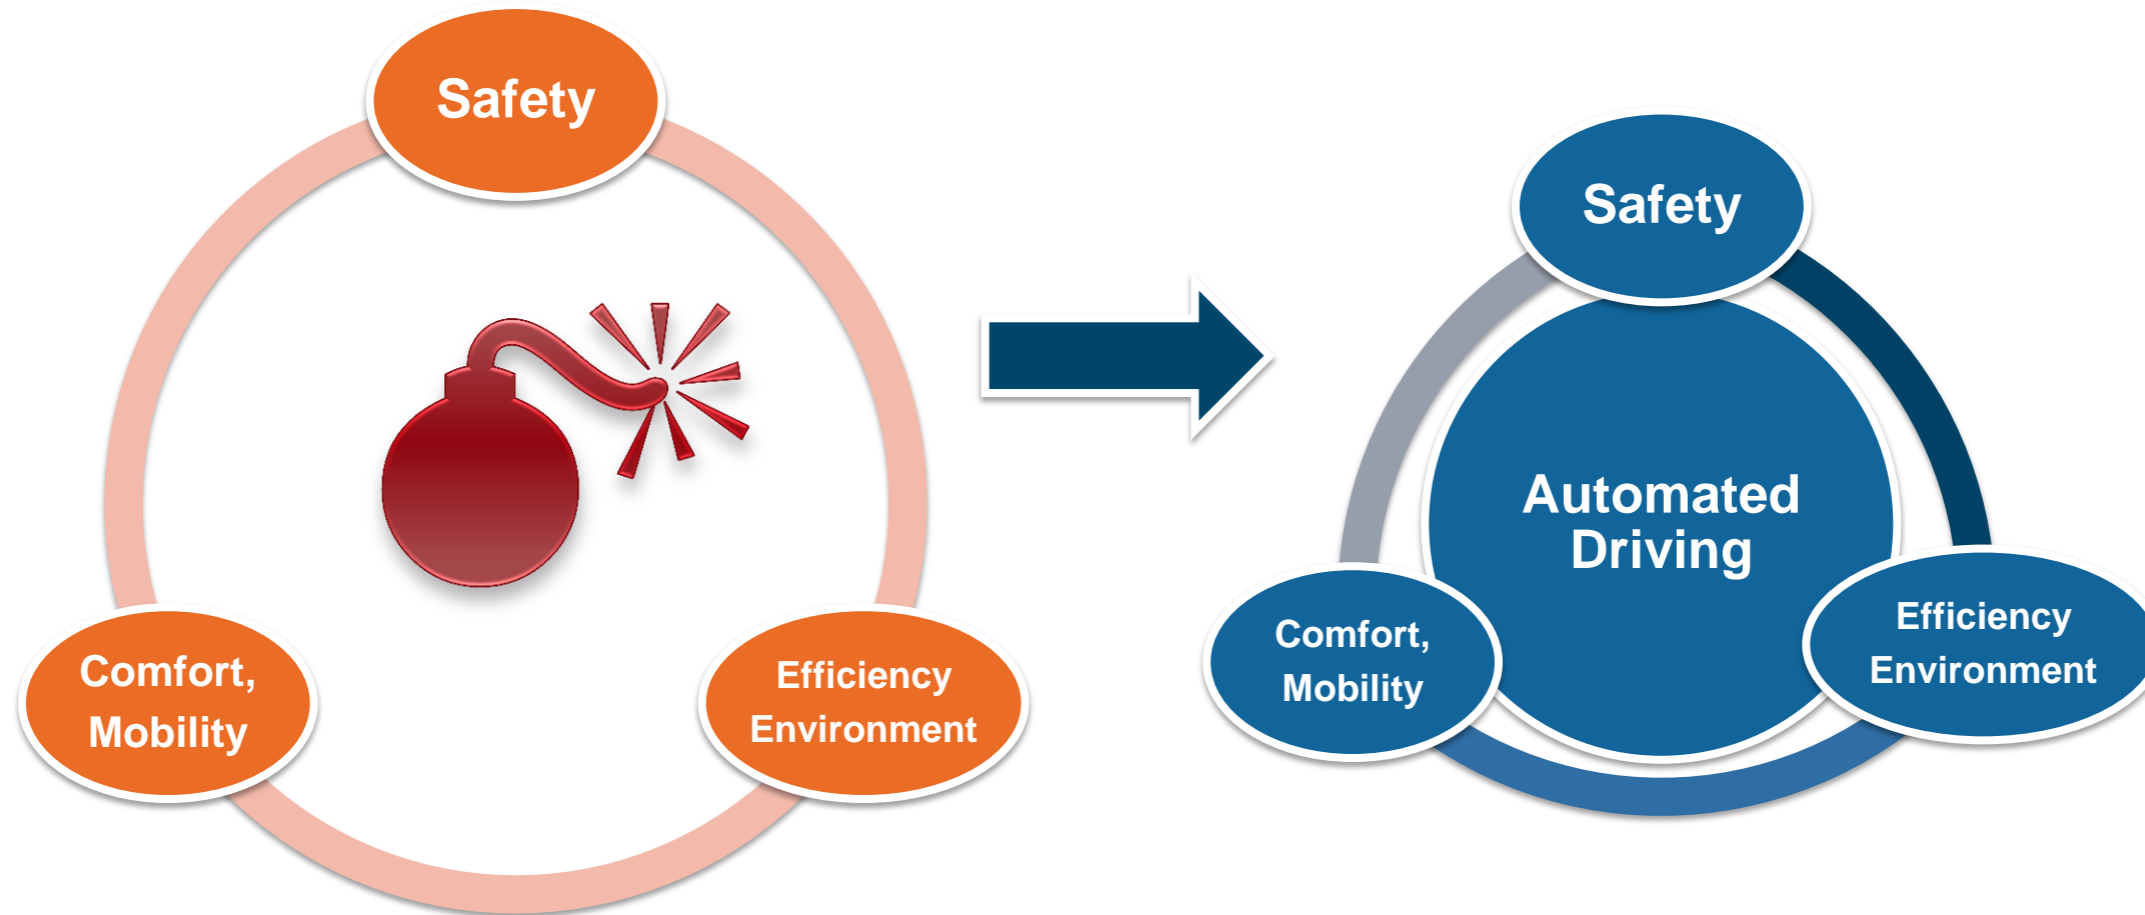 Safety
Comfort,
Mobility
Efficiency
Environment
Safety
Automated
Driving
Comfort,
Mobility
Efficiency
Environment